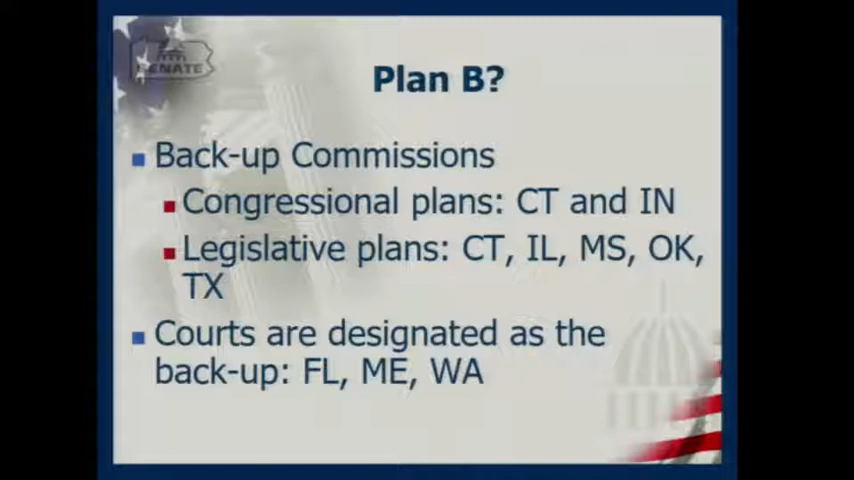 SENATE
Plan B?
Back-up Commissions
Congressional plans: CT and IN
Legislative plans: CT, IL, MS, OK,
TX
Courts are designated as the
back-up: FL, ME, WA